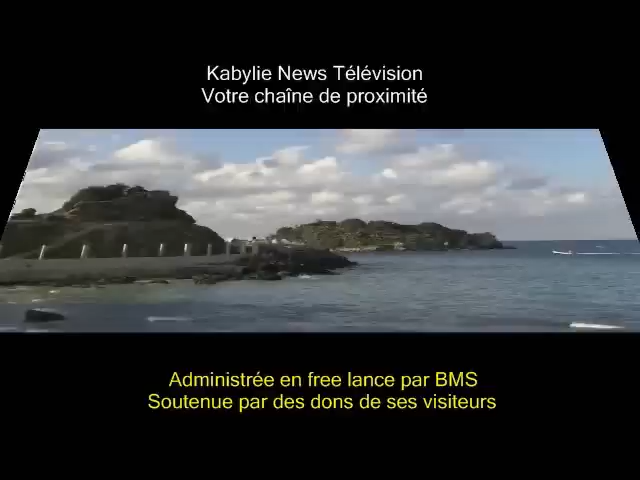 Kabylie News Télévision
Votre chaîne de proximité
Administrée en free lance par BMS
Soutenue par des dons de ses visiteurs